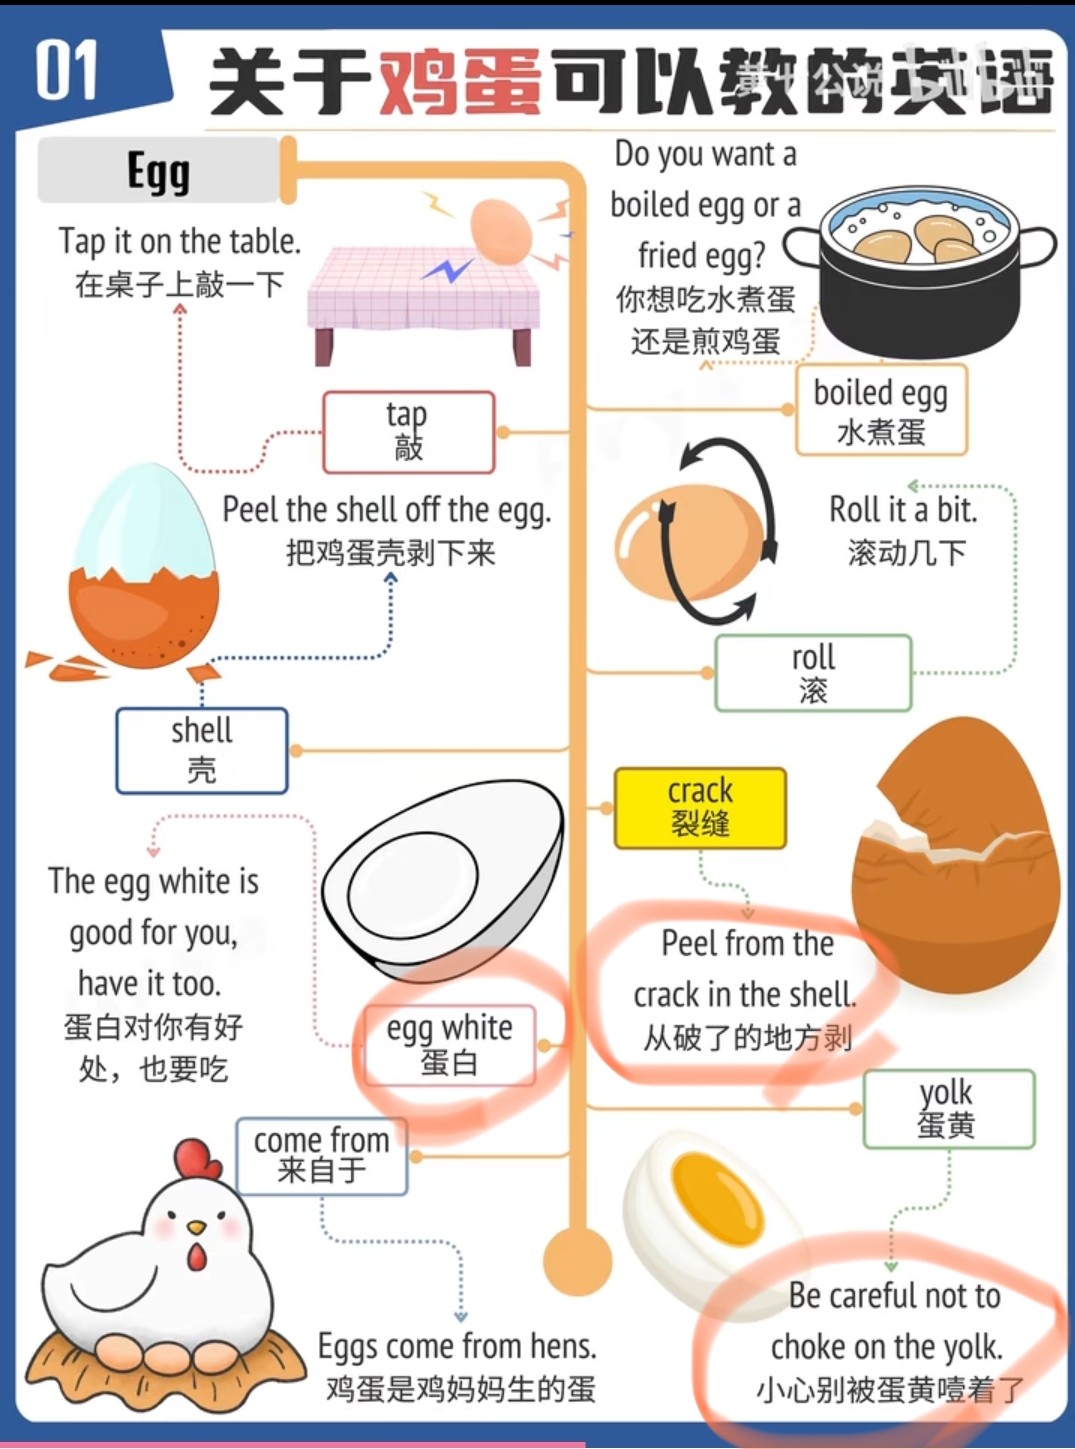 01
关于鸡蛋可以教的英语
黄叶公说 bilibili
Egg
Tap it on the table.
在桌子上敲一下
Do you want a
boiled egg or a
fried egg?
你想吃水煮蛋
还是煎鸡蛋
tap
敲
boiled egg
水煮蛋
Peel the shell off the egg.
把鸡蛋壳剥下来
Roll it a bit.
滚动几下
roll
滚
shell
壳
crack
裂缝
The egg white is
good for you,
have it too.
蛋白对你有好
处，也要吃
Peel from the
crack in the shell.
从破了的地方剥
egg white
蛋白
yolk
蛋黄
come from
来自于
Eggs come from hens.
鸡蛋是鸡妈妈生的蛋
Be careful not to
choke on the yolk.
小心别被蛋黄噎着了